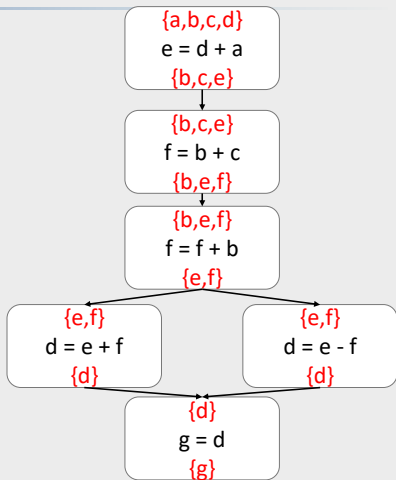 {a,b,c,d}
e = d + a
{b,c,e}
{b,c,e}
f = b + c
{b,e,f}
{b,e,f}
f = f + b
{e,f}
{e,f}
d = e + f
{d}
{e,f}
d = e - f
{d}
{d}
g = d
{g}